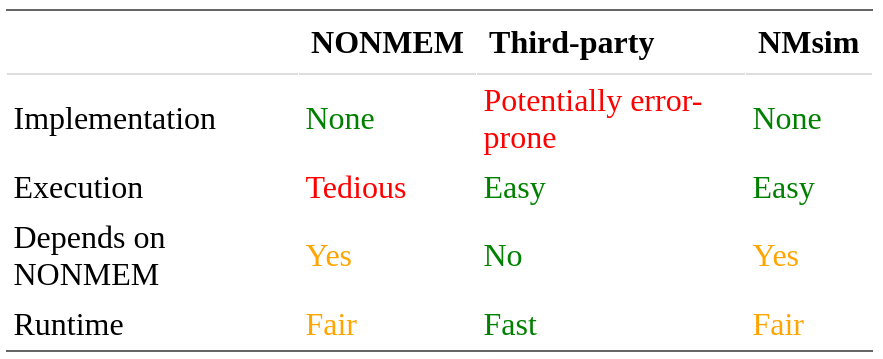 NONMEM Third-party NMsim
Implementation None Potentially error-
prone None
Execution Tedious Easy Easy
Depends on
NONMEM Yes No Yes
Runtime Fair Fast Fair